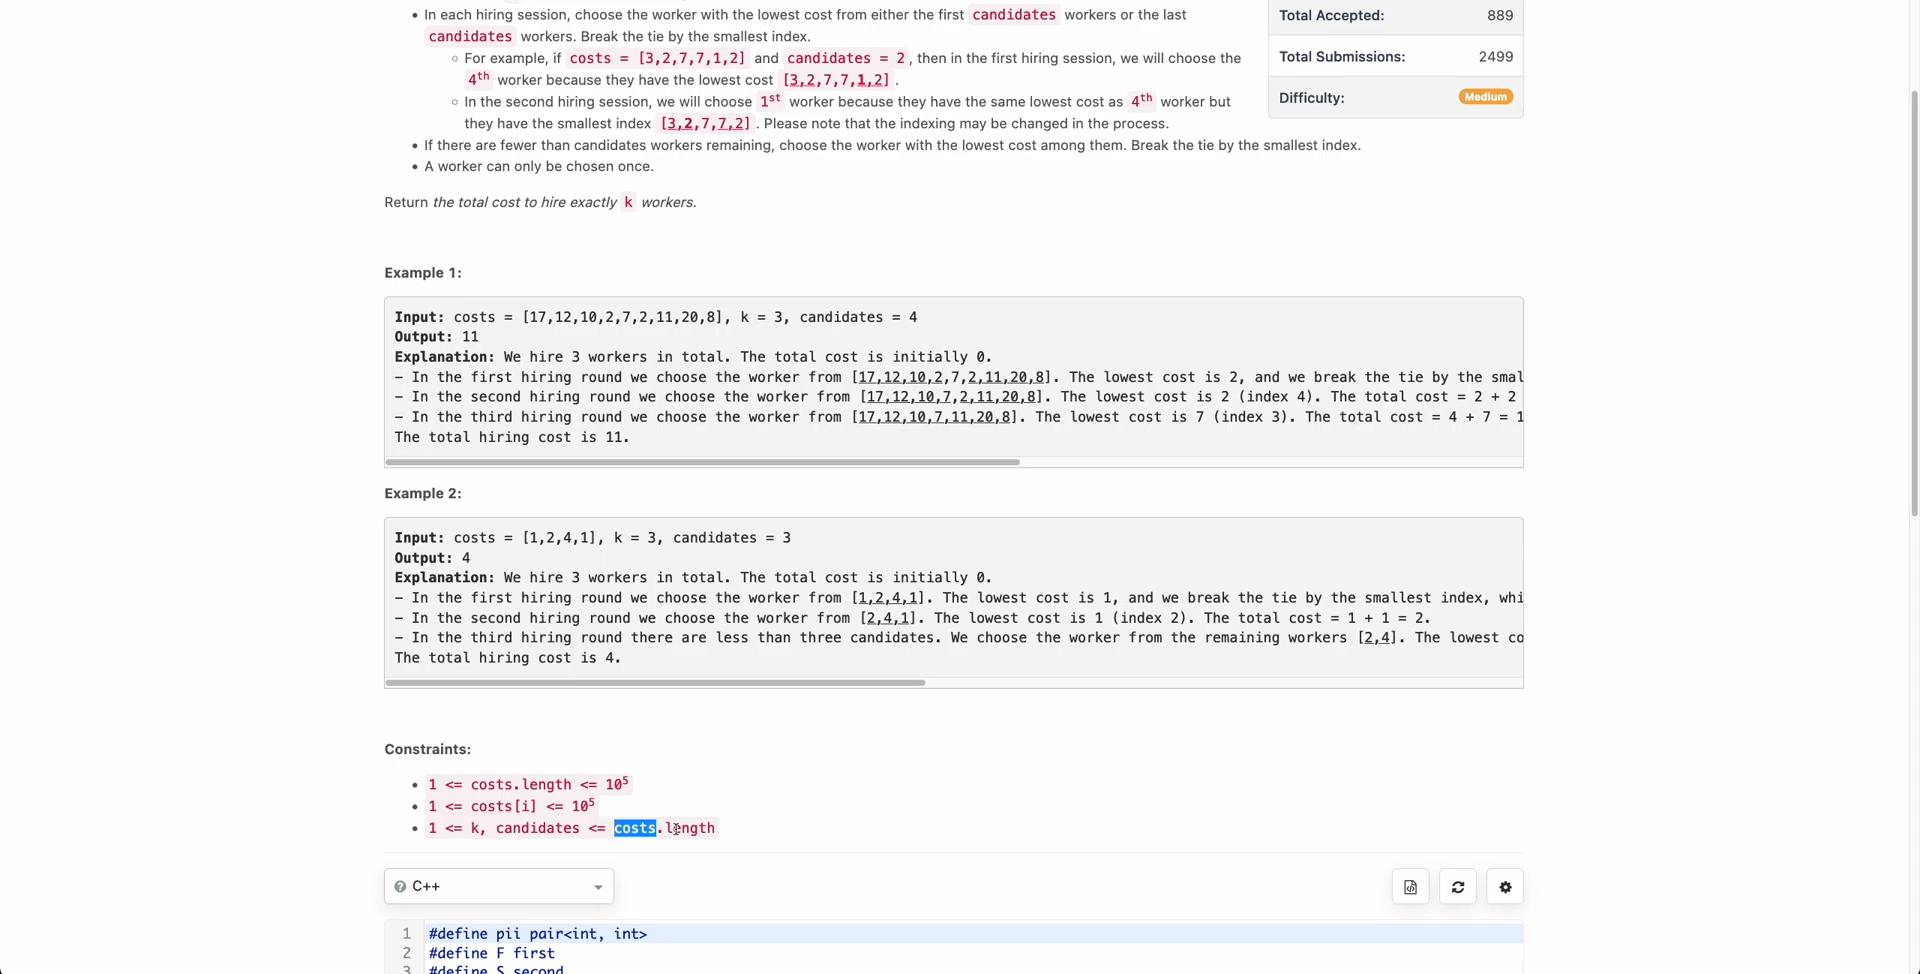 In each hiring session, choose the worker with the lowest cost from either the first candidates workers or the last
candidates workers. Break the tie by the smallest index.
For example, if costs = [3,2,7,7,1,2] and candidates = 2, then in the first hiring session, we will choose the
4th worker because they have the lowest cost [3,2,7,7,1,2].
In the second hiring session, we will choose 1st worker because they have the same lowest cost as 4th worker but
they have the smallest index [3,2,7,7,2]. Please note that the indexing may be changed in the process.
If there are fewer than candidates workers remaining, choose the worker with the lowest cost among them. Break the tie by the smallest index.
A worker can only be chosen once.
Return the total cost to hire exactly k workers.
Total Accepted: 889
Total Submissions: 2499
Difficulty: Medium
Example 1:
Input: costs = [17,12,10,2,7,2,11,20,8], k = 3, candidates = 4
Output: 11
Explanation: We hire 3 workers in total. The total cost is initially 0.
- In the first hiring round we choose the worker from [17,12,10,2,7,2,11,20,8]. The lowest cost is 2, and we break the tie by the smal
- In the second hiring round we choose the worker from [17,12,10,7,2,11,20,8]. The lowest cost is 2 (index 4). The total cost = 2 + 2
- In the third hiring round we choose the worker from [17,12,10,7,11,20,8]. The lowest cost is 7 (index 3). The total cost = 4 + 7 = 1
The total hiring cost is 11.
Example 2:
Input: costs = [1,2,4,1], k = 3, candidates = 3
Output: 4
Explanation: We hire 3 workers in total. The total cost is initially 0.
- In the first hiring round we choose the worker from [1,2,4,1]. The lowest cost is 1, and we break the tie by the smallest index, whi
- In the second hiring round we choose the worker from [2,4,1]. The lowest cost is 1 (index 2). The total cost = 1 + 1 = 2.
- In the third hiring round there are less than three candidates. We choose the worker from the remaining workers [2,4]. The lowest co
The total hiring cost is 4.
Constraints:
1 <= costs.length <= 10⁵
1 <= costs[i] <= 10⁵
1 <= k, candidates <= costs.length
C++
1 #define pii pair<int, int>
2 #define F first
3 #define S second